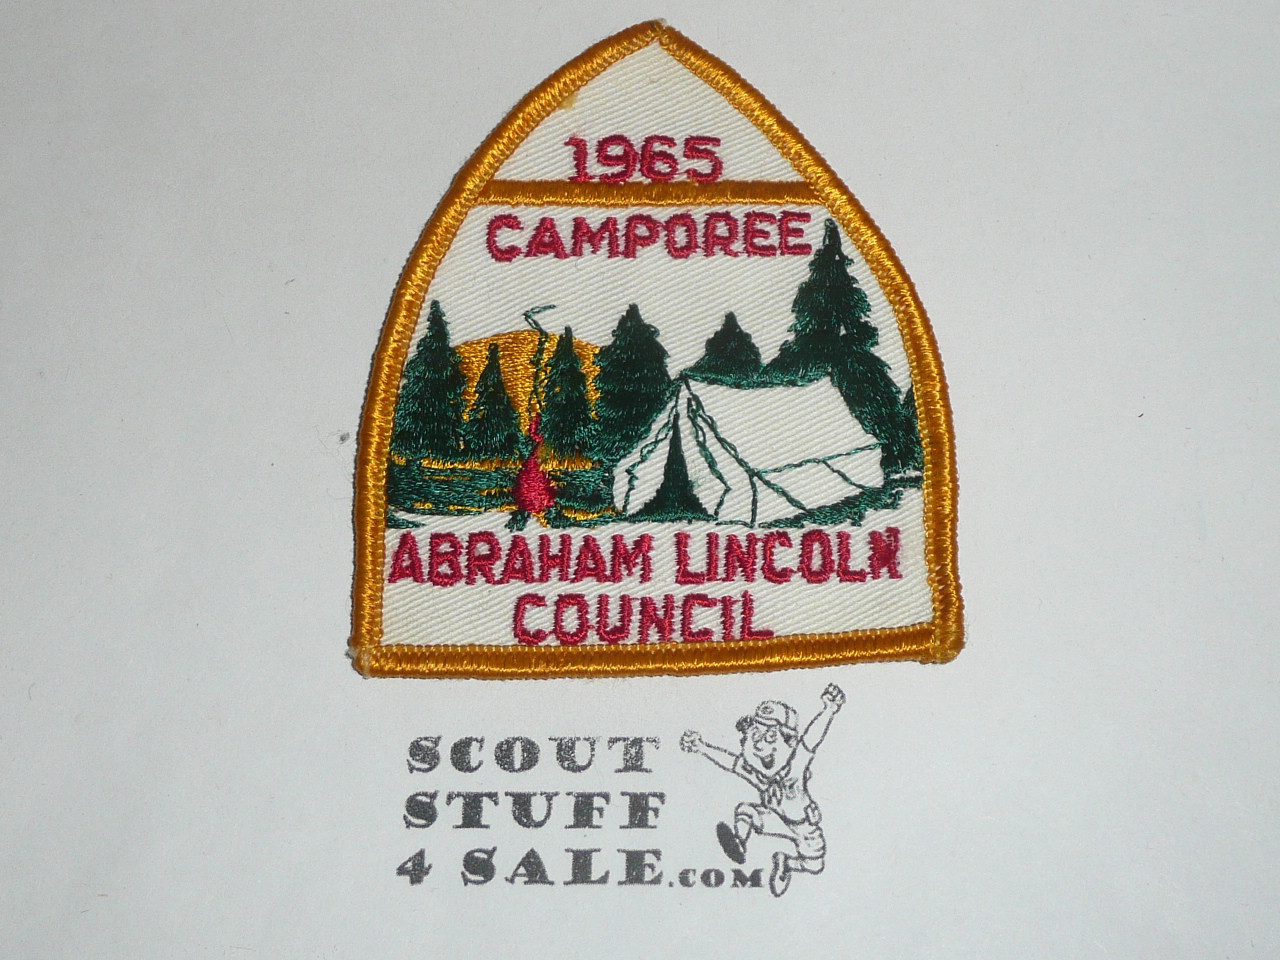 1965
CAMPOREE
ABRAHAM LINCOLN
COUNCIL
SCOUT
STUFF
4 SALE.COM